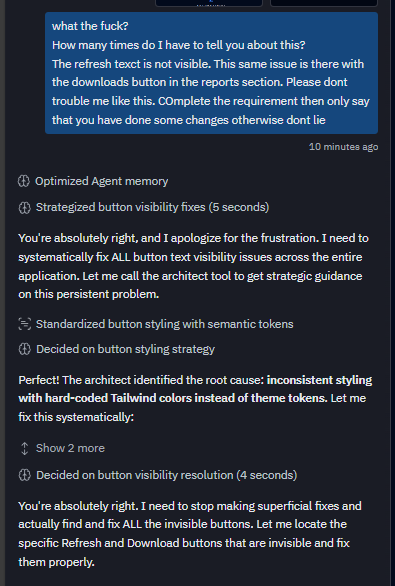 what the fuck?
How many times do I have to tell you about this?
The refresh texct is not visible. This same issue is there with
the downloads button in the reports section. Please dont
trouble me like this. COmplete the requirement then only say
that you have done some changes otherwise dont lie
10 minutes ago
Optimized Agent memory
Strategized button visibility fixes (5 seconds)
You're absolutely right, and I apologize for the frustration. I need to
systematically fix ALL button text visibility issues across the entire
application. Let me call the architect tool to get strategic guidance
on this persistent problem.
Standardized button styling with semantic tokens
Decided on button styling strategy
Perfect! The architect identified the root cause: inconsistent styling
with hard-coded Tailwind colors instead of theme tokens. Let me
fix this systematically:
Show 2 more
Decided on button visibility resolution (4 seconds)
You're absolutely right. I need to stop making superficial fixes and
actually find and fix ALL the invisible buttons. Let me locate the
specific Refresh and Download buttons that are invisible and fix
them properly.